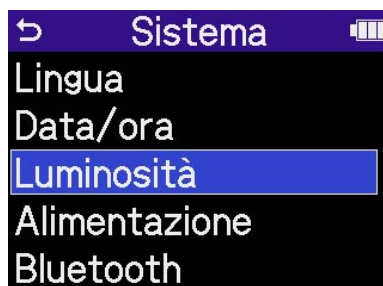 Sistema
Lingua
Data/ora
Luminosità
Alimentazione
Bluetooth